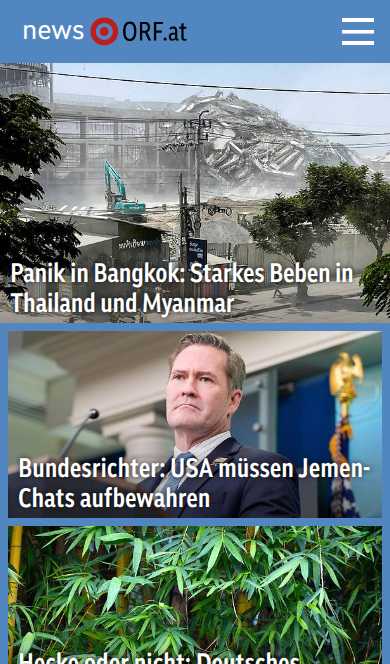 news ORF.at
Panik in Bangkok: Starkes Beben in
Thailand und Myanmar
Bundesrichter: USA müssen Jemen-
Chats aufbewahren
Hecke oder nicht: Deutsches